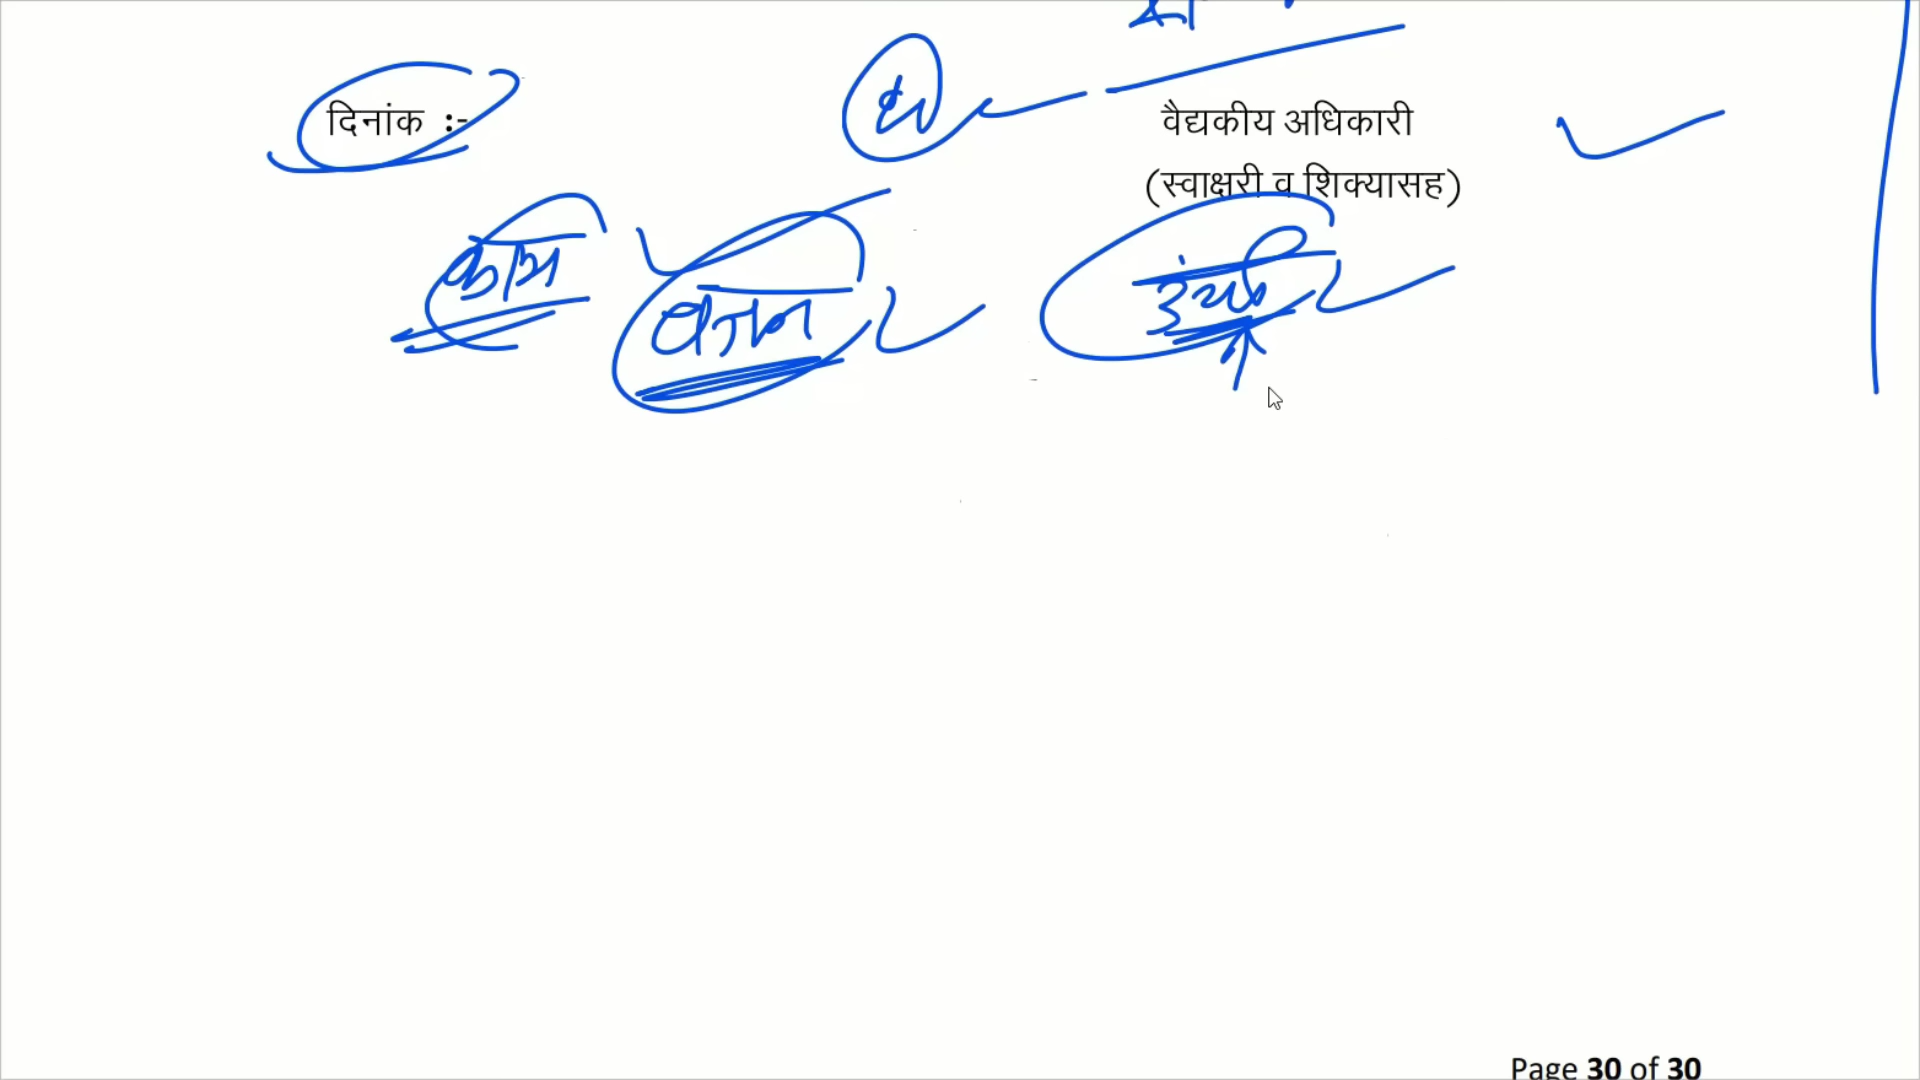 दिनांक :-
वैद्यकीय अधिकारी
(स्वाक्षरी व शिक्यासह)
काम वजन उंची
Page 30 of 30